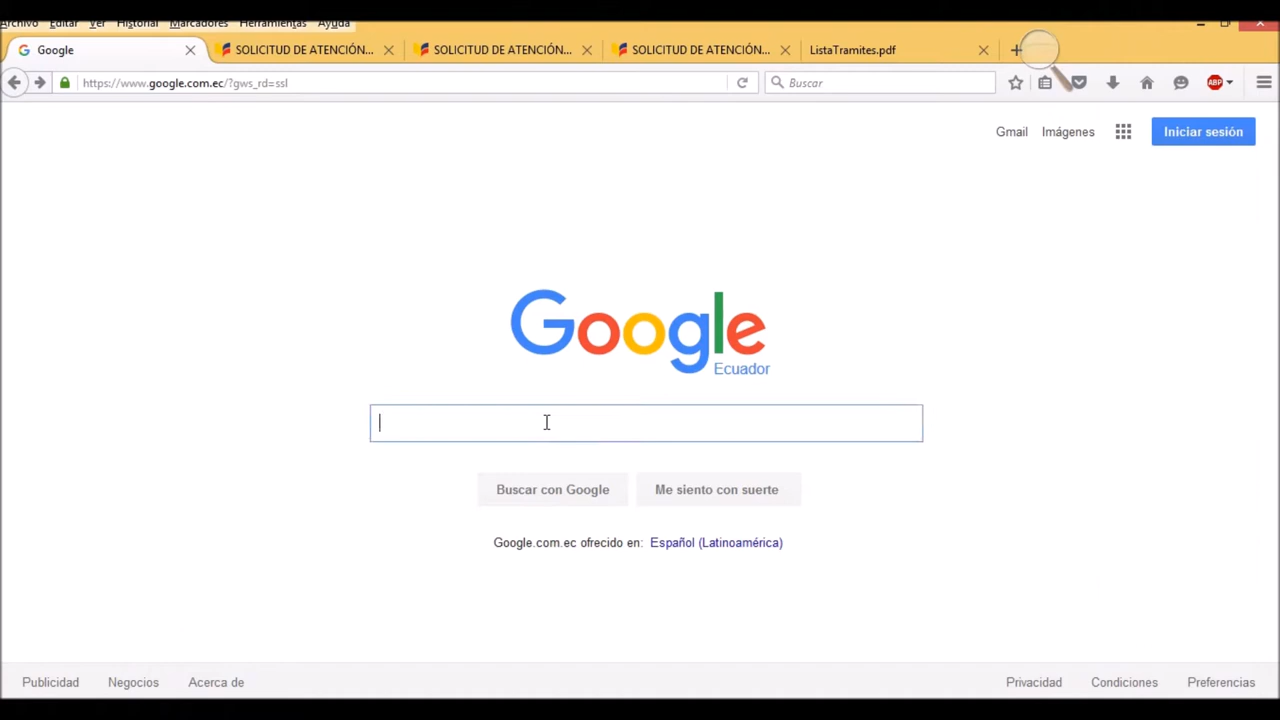 Archivo Editar Ver Historial Marcadores Herramientas Ayuda
Google SOLICITUD DE ATENCIÓN... SOLICITUD DE ATENCIÓN... SOLICITUD DE ATENCIÓN... ListaTramites.pdf
https://www.google.com.ec/?gws_rd=ssl Buscar ABP
Gmail Imágenes Iniciar sesión
Google
Ecuador
Buscar con Google Me siento con suerte
Google.com.ec ofrecido en: Español (Latinoamérica)
Publicidad Negocios Acerca de Privacidad Condiciones Preferencias